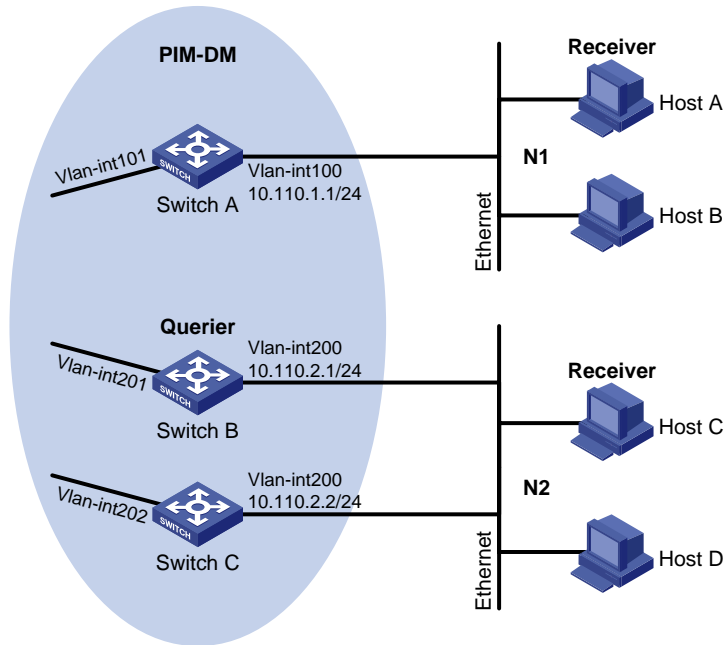 PIM-DM
Receiver
Host A
Vlan-int101
SWITCH
Vlan-int100
10.110.1.1/24
Switch A
N1
Ethernet
Host B
Querier
Vlan-int200
10.110.2.1/24
Vlan-int201
SWITCH
Switch B
Receiver
Host C
Vlan-int200
10.110.2.2/24
Vlan-int202
SWITCH
Switch C
N2
Ethernet
Host D